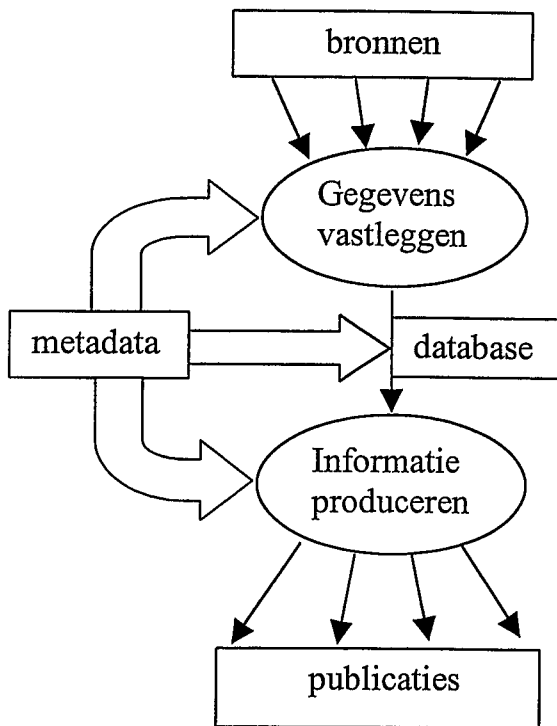 bronnen
Gegevens
vastleggen
metadata
database
Informatie
produceren
publicaties